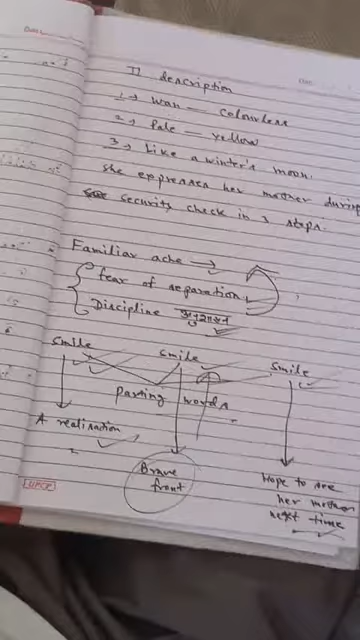 DATE
II description
1 → wan — colourless
2 → Pale — yellow
3 → Like a winter's moon.
She expresses her mother during
security check in 3 steps.
Familiar ache →
fear of separation
Discipline अनुशासन
smile smile smile
Parting words
A realisation
Brave
front
Hope to see
her mother
next time